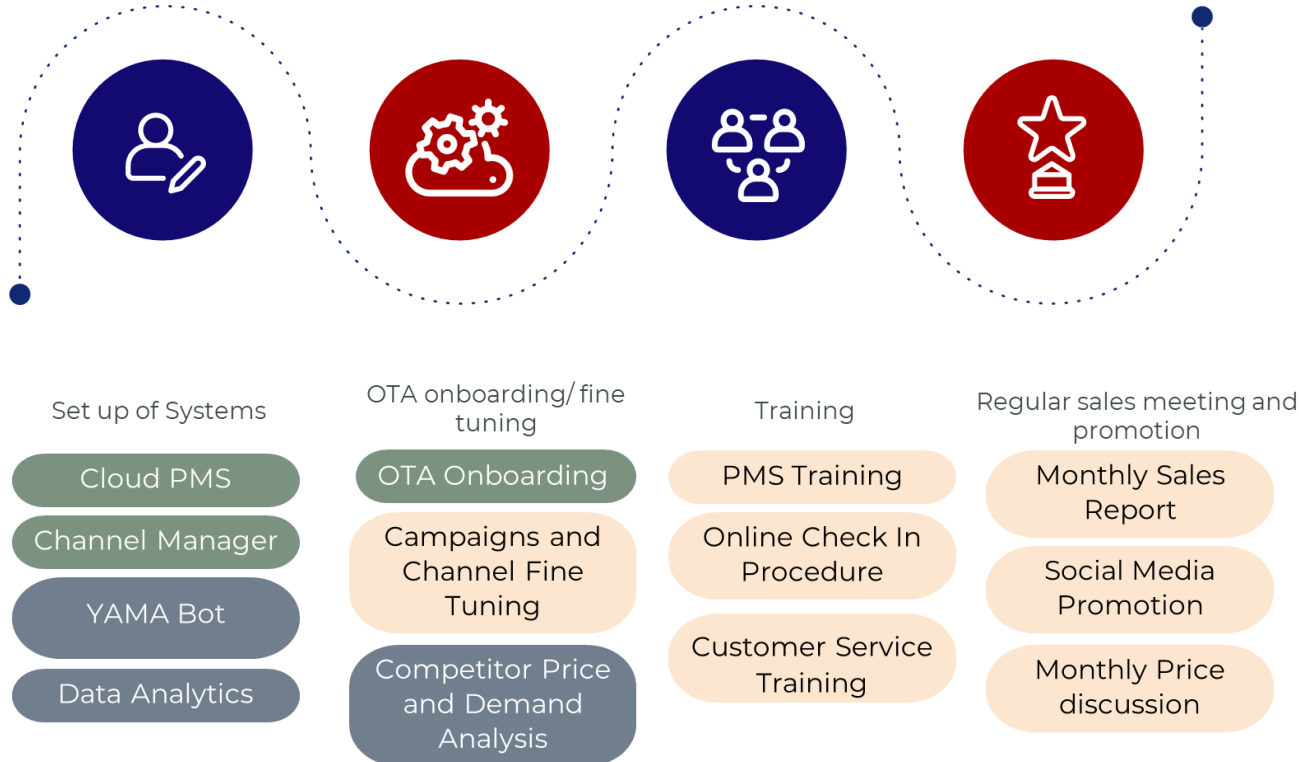 Set up of Systems
Cloud PMS
Channel Manager
YAMA Bot
Data Analytics
OTA onboarding/ fine
tuning
OTA Onboarding
Campaigns and
Channel Fine
Tuning
Competitor Price
and Demand
Analysis
Training
PMS Training
Online Check In
Procedure
Customer Service
Training
Regular sales meeting and
promotion
Monthly Sales
Report
Social Media
Promotion
Monthly Price
discussion